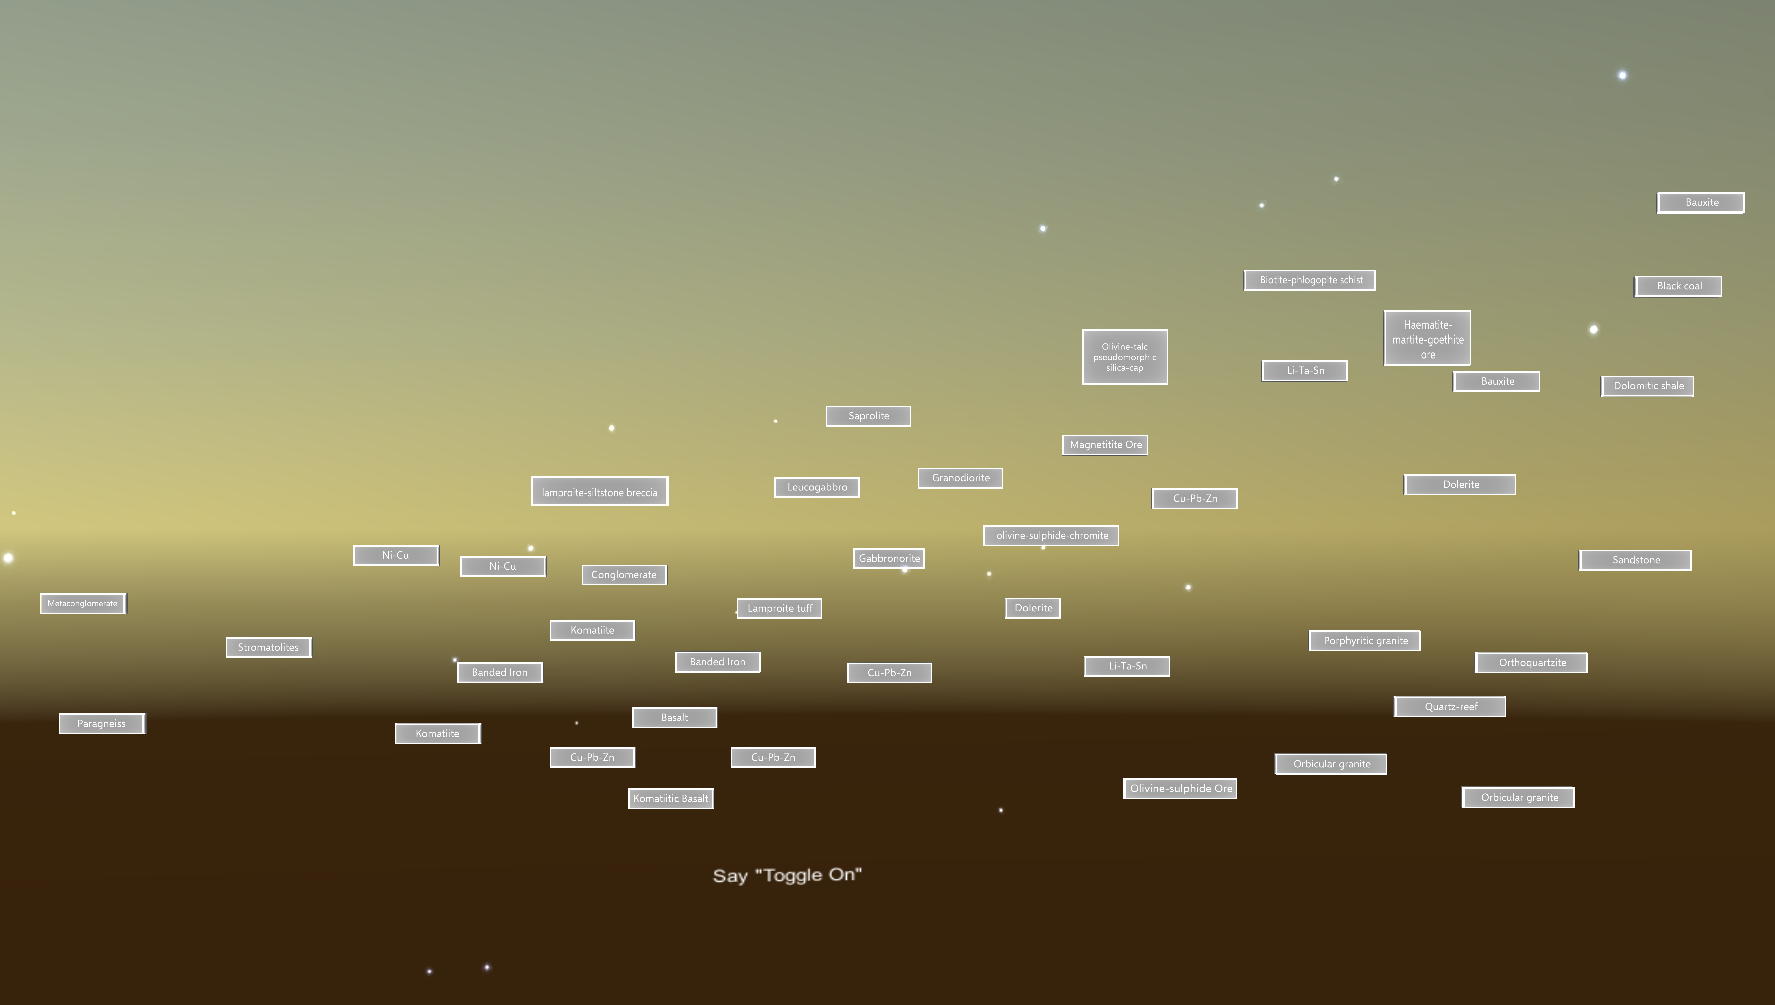 Bauxite
Biotite-phlogopite schist
Black coal
Haematite-
martite-goethite
ore
Olivine-talc
pseudomorphic
silica-cap
Li-Ta-Sn
Bauxite
Dolomitic shale
Saprolite
Magnetitite Ore
Granodiorite
Leucogabbro
lamproite-siltstone breccia
Dolerite
Cu-Pb-Zn
olivine-sulphide-chromite
Ni-Cu
Gabbronorite
Sandstone
Ni-Cu
Conglomerate
Metaconglomerate
Lamproite tuff
Dolerite
Komatiite
Porphyritic granite
Stromatolites
Banded Iron
Orthoquartzite
Li-Ta-Sn
Banded Iron
Cu-Pb-Zn
Quartz-reef
Basalt
Paragneiss
Komatiite
Cu-Pb-Zn
Cu-Pb-Zn
Orbicular granite
Olivine-sulphide Ore
Komatiitic Basalt
Orbicular granite
Say "Toggle On"